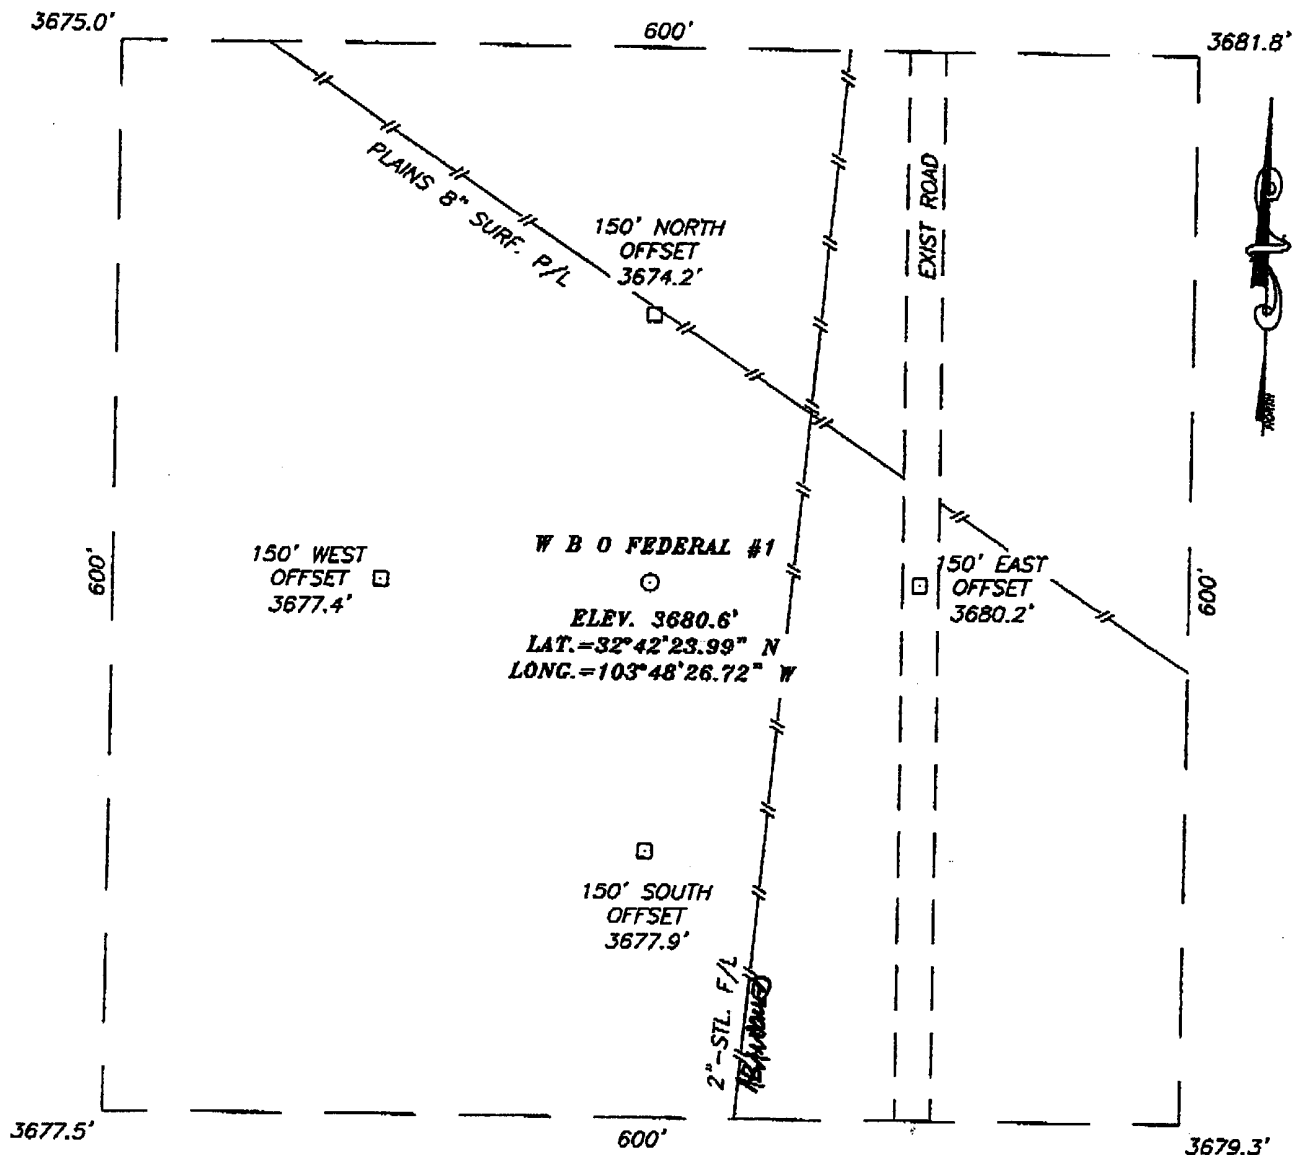 3675.0'
600'
3681.8'
PLAINS 8" SURF. P/L
150' NORTH
OFFSET
3674.2'
EXIST ROAD
NORTH
600'
150' WEST
OFFSET
3677.4'
W B O FEDERAL #1
ELEV. 3680.6'
LAT.=32°42'23.99" N
LONG.=103°48'26.72" W
150' EAST
OFFSET
3680.2'
600'
150' SOUTH
OFFSET
3677.9'
2"-STL. F/L
ABANDONED
3677.5'
600'
3679.3'